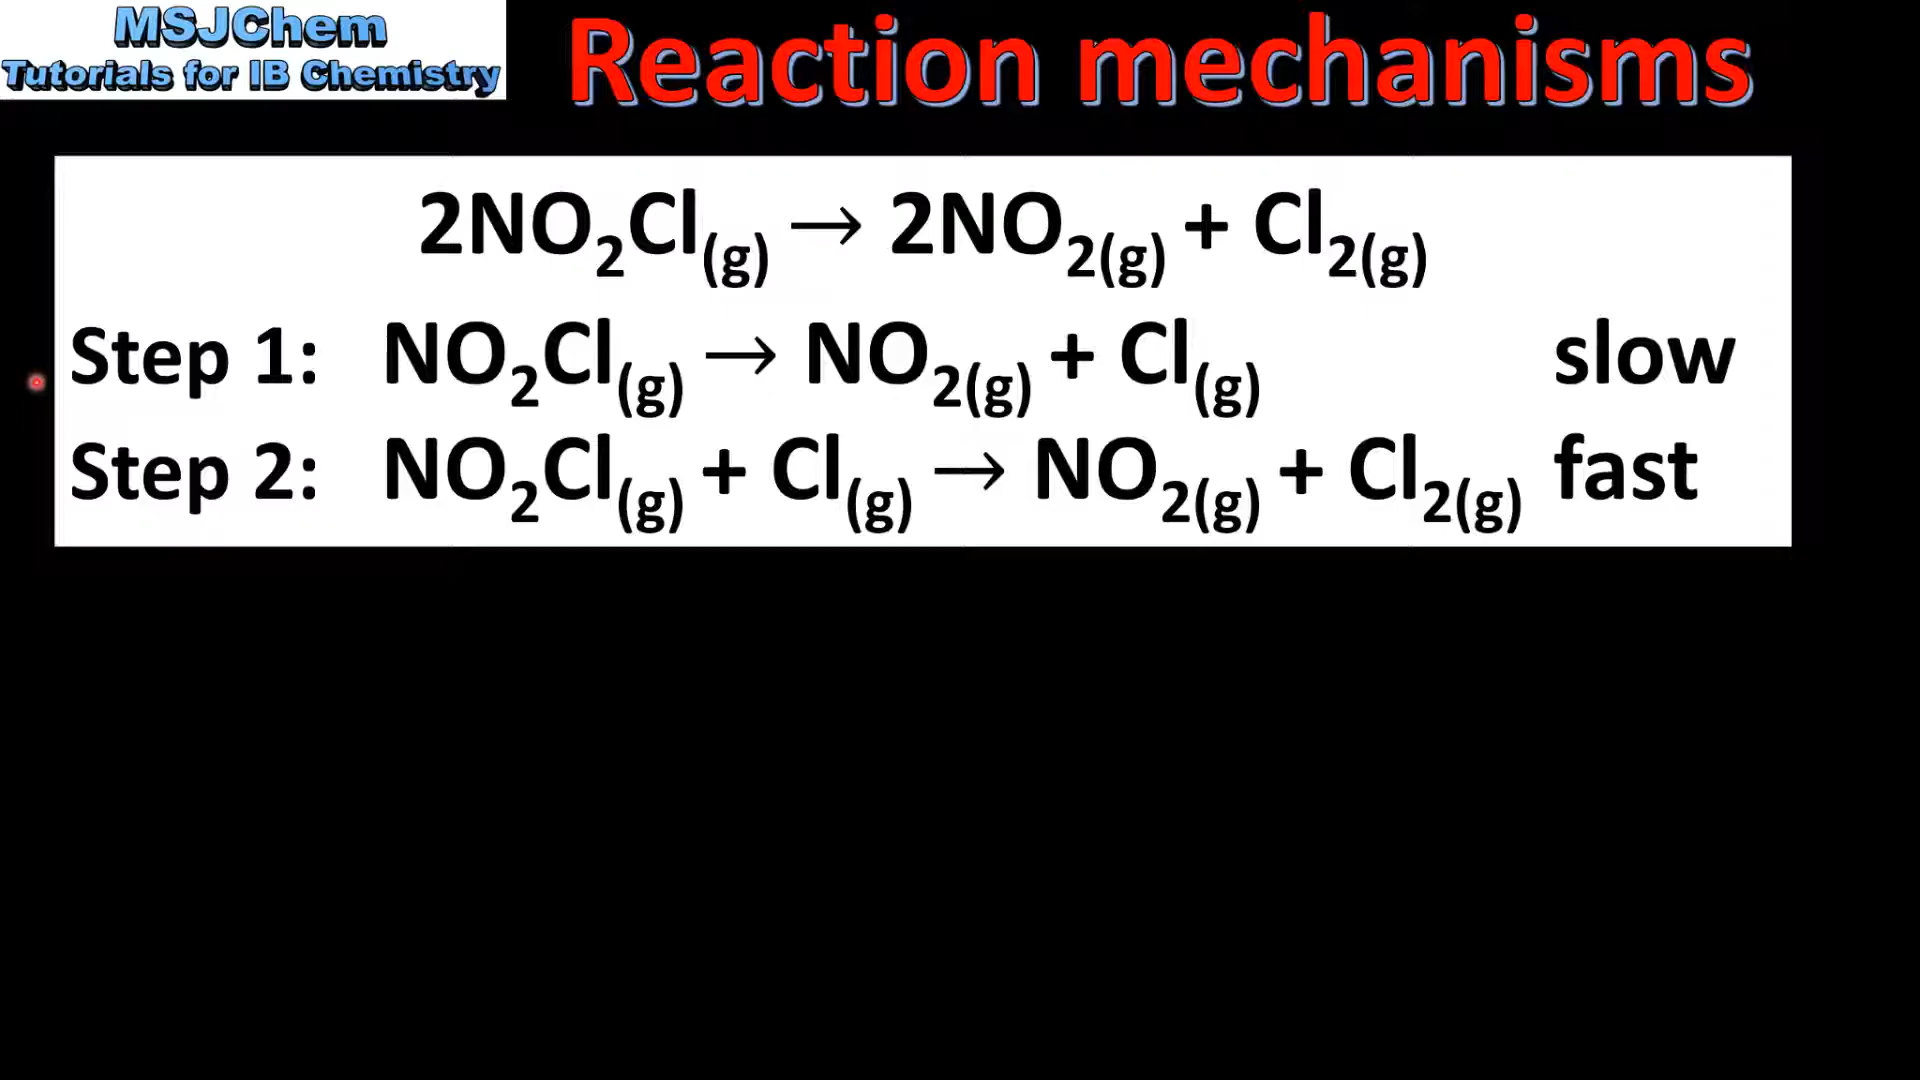 MSJChem
Tutorials for IB Chemistry
Reaction mechanisms
2NO₂Cl₍g₎ → 2NO₂₍g₎ + Cl₂₍g₎
Step 1: NO₂Cl₍g₎ → NO₂₍g₎ + Cl₍g₎ slow
Step 2: NO₂Cl₍g₎ + Cl₍g₎ → NO₂₍g₎ + Cl₂₍g₎ fast